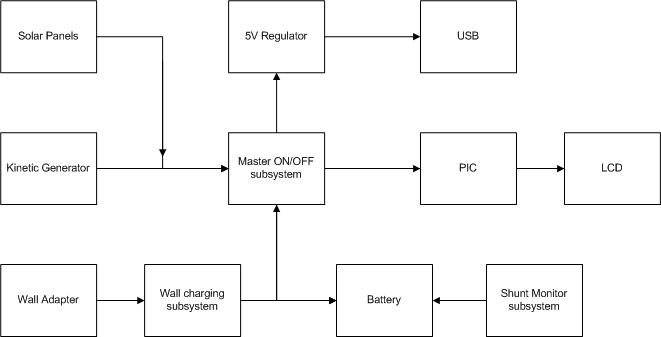 Solar Panels
5V Regulator
USB
Kinetic Generator
Master ON/OFF
subsystem
PIC
LCD
Wall Adapter
Wall charging
subsystem
Battery
Shunt Monitor
subsystem